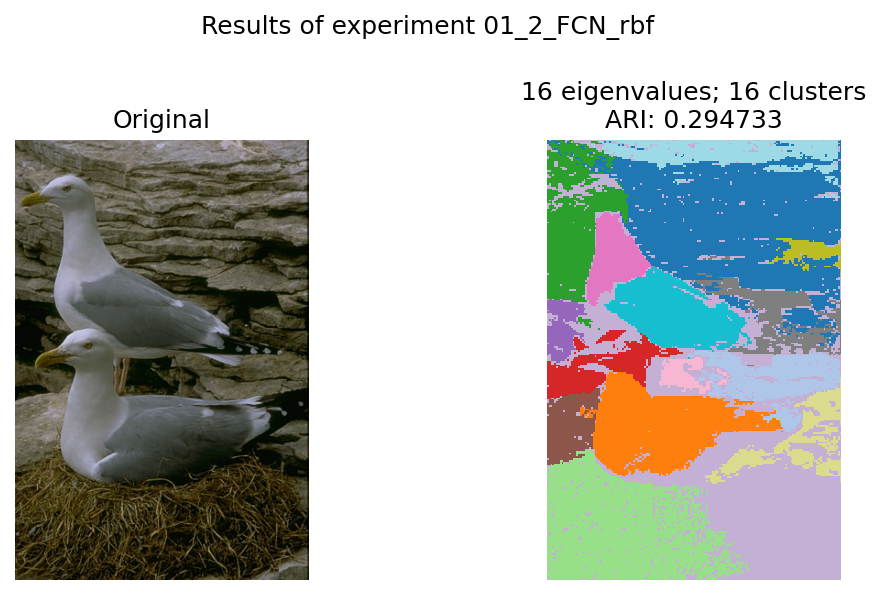 Results of experiment 01_2_FCN_rbf
Original
16 eigenvalues; 16 clusters
ARI: 0.294733